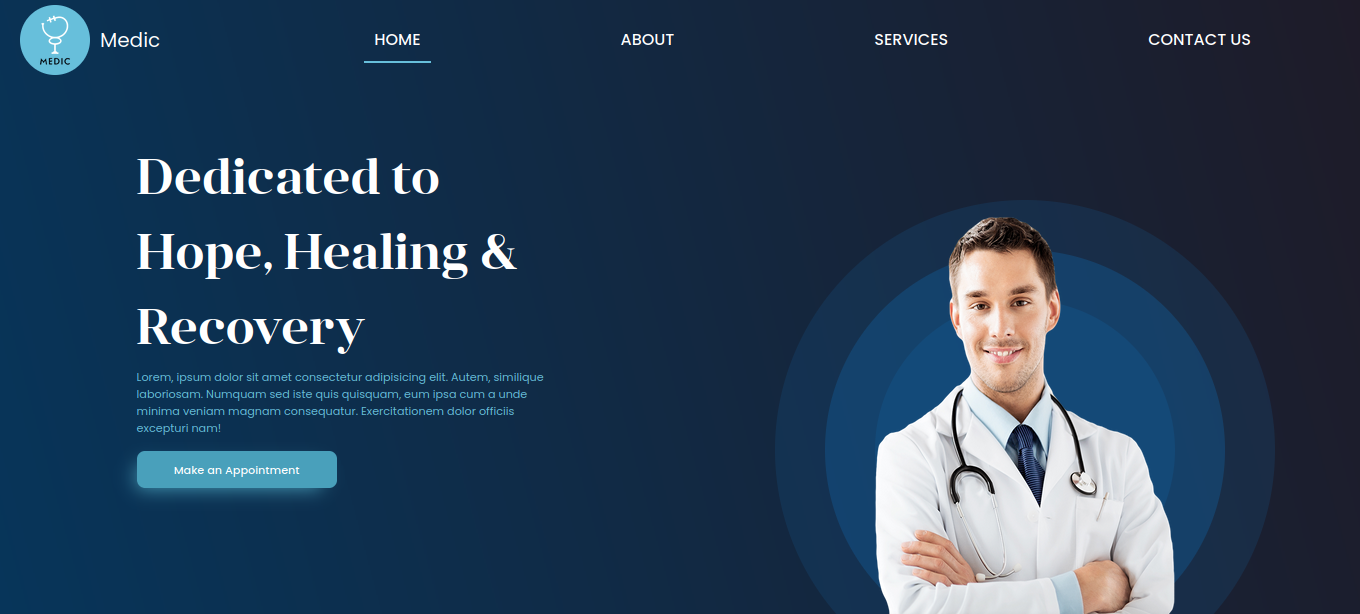 MEDIC
Medic
HOME
ABOUT
SERVICES
CONTACT US
Dedicated to
Hope, Healing &
Recovery
Lorem, ipsum dolor sit amet consectetur adipisicing elit. Autem, similique
laboriosam. Numquam sed iste quis quisquam, eum ipsa cum a unde
minima veniam magnam consequatur. Exercitationem dolor officiis
excepturi nam!
Make an Appointment